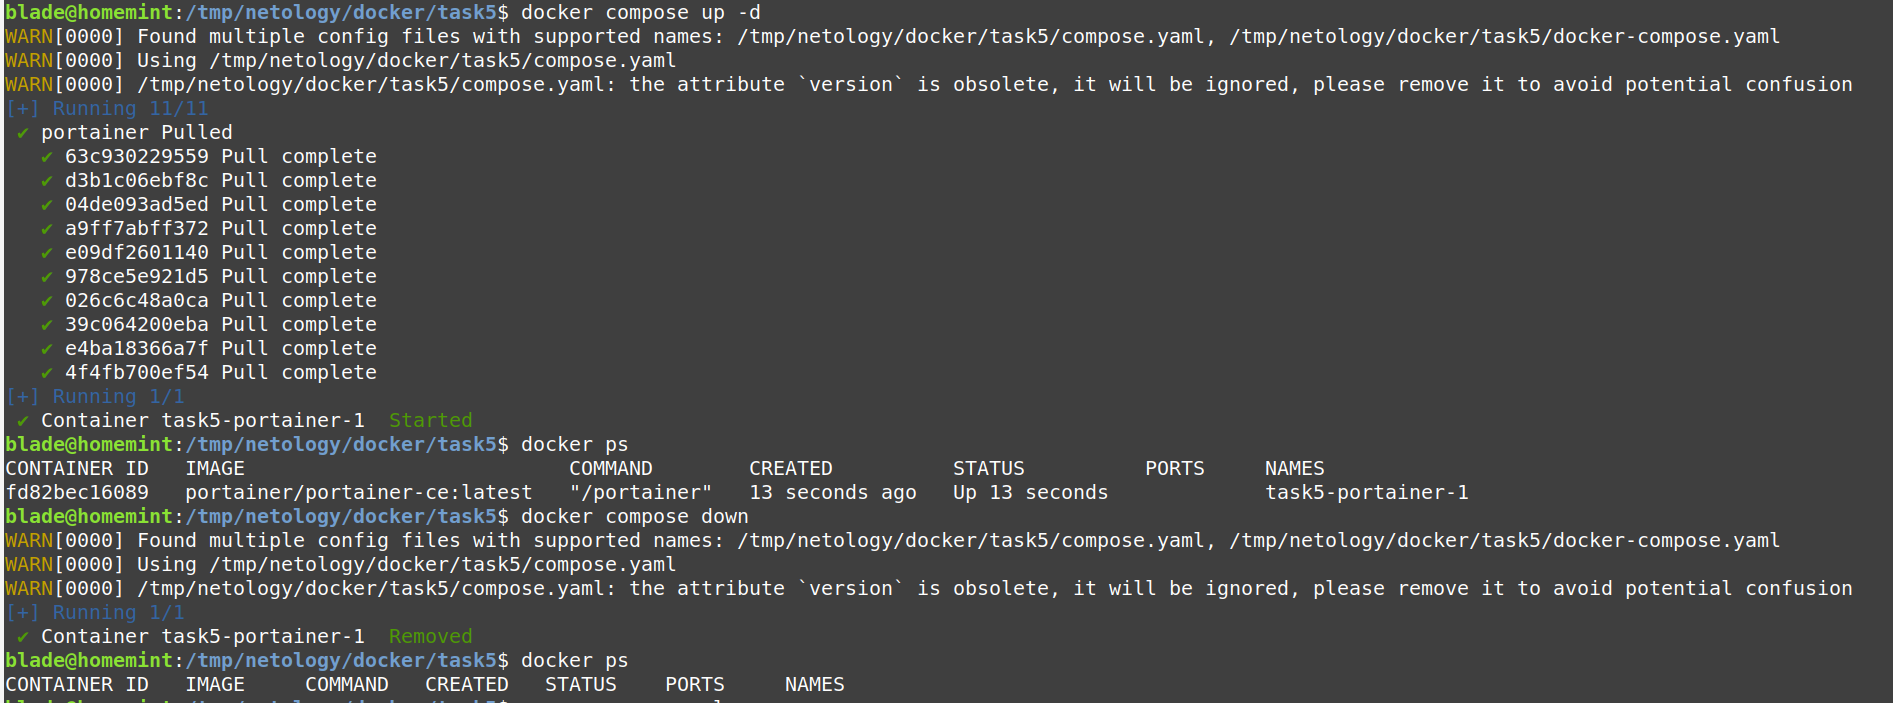 blade@homemint:/tmp/netology/docker/task5$ docker compose up -d
WARN[0000] Found multiple config files with supported names: /tmp/netology/docker/task5/compose.yaml, /tmp/netology/docker/task5/docker-compose.yaml
WARN[0000] Using /tmp/netology/docker/task5/compose.yaml
WARN[0000] /tmp/netology/docker/task5/compose.yaml: the attribute `version` is obsolete, it will be ignored, please remove it to avoid potential confusion
[+] Running 11/11
✔ portainer Pulled
✔ 63c930229559 Pull complete
✔ d3b1c06ebf8c Pull complete
✔ 04de093ad5ed Pull complete
✔ a9ff7abff372 Pull complete
✔ e09df2601140 Pull complete
✔ 978ce5e921d5 Pull complete
✔ 026c6c48a0ca Pull complete
✔ 39c064200eba Pull complete
✔ e4ba18366a7f Pull complete
✔ 4f4fb700ef54 Pull complete
[+] Running 1/1
✔ Container task5-portainer-1  Started
blade@homemint:/tmp/netology/docker/task5$ docker ps
CONTAINER ID   IMAGE                           COMMAND        CREATED          STATUS          PORTS     NAMES
fd82bec16089   portainer/portainer-ce:latest   "/portainer"   13 seconds ago   Up 13 seconds             task5-portainer-1
blade@homemint:/tmp/netology/docker/task5$ docker compose down
WARN[0000] Found multiple config files with supported names: /tmp/netology/docker/task5/compose.yaml, /tmp/netology/docker/task5/docker-compose.yaml
WARN[0000] Using /tmp/netology/docker/task5/compose.yaml
WARN[0000] /tmp/netology/docker/task5/compose.yaml: the attribute `version` is obsolete, it will be ignored, please remove it to avoid potential confusion
[+] Running 1/1
✔ Container task5-portainer-1  Removed
blade@homemint:/tmp/netology/docker/task5$ docker ps
CONTAINER ID   IMAGE     COMMAND   CREATED   STATUS    PORTS     NAMES